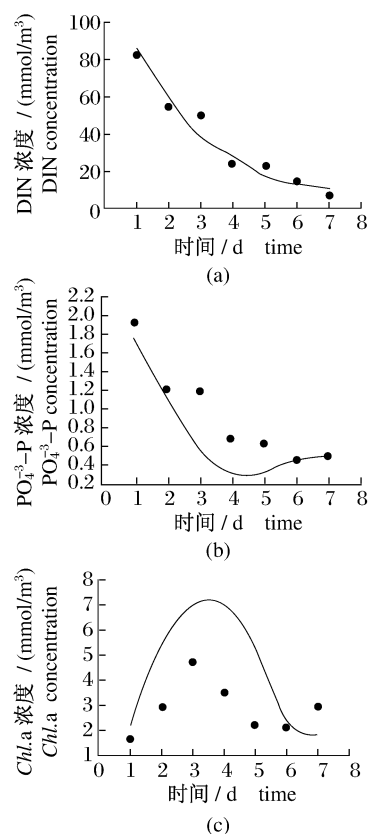 100
80
60
40
20
0
1 2 3 4 5 6 7 8
DIN 浓度 / (mmol/m³)
DIN concentration
时间 / d time
(a)
2.2
2.0
1.8
1.6
1.4
1.2
1.0
0.8
0.6
0.4
0.2
0 1 2 3 4 5 6 7 8
PO₄⁻³–P 浓度 / (mmol/m³)
PO₄⁻³–P concentration
时间 / d time
(b)
8
7
6
5
4
3
2
1
0 1 2 3 4 5 6 7 8
Chl.a 浓度 / (mmol/m³)
Chl.a concentration
时间 / d time
(c)